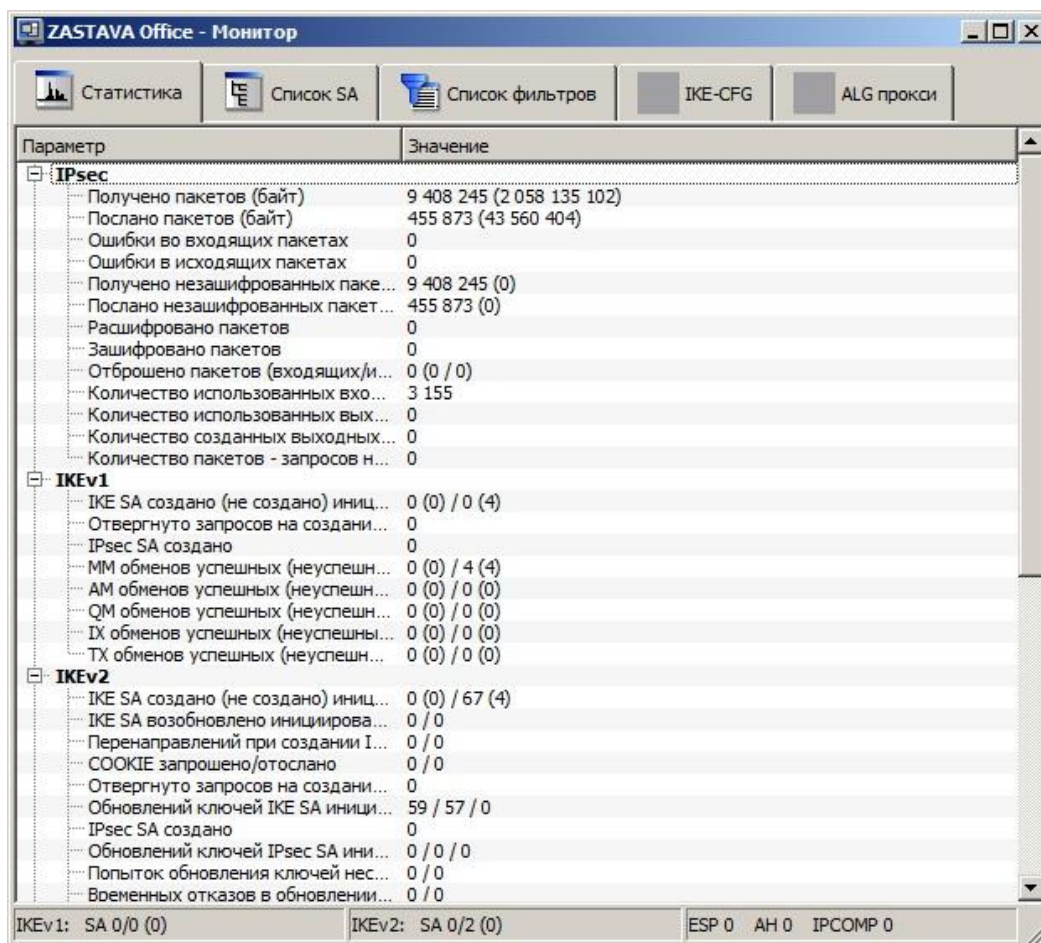 ZASTAVA Office - Монитор
Статистика Список SA Список фильтров IKE-CFG ALG прокси
Параметр Значение
IPsec
Получено пакетов (байт) 9 408 245 (2 058 135 102)
Послано пакетов (байт) 455 873 (43 560 404)
Ошибки во входящих пакетах 0
Ошибки в исходящих пакетах 0
Получено незашифрованных паке... 9 408 245 (0)
Послано незашифрованных пакет... 455 873 (0)
Расшифровано пакетов 0
Зашифровано пакетов 0
Отброшено пакетов (входящих/и... 0 (0 / 0)
Количество использованных вхо... 3 155
Количество использованных вых... 0
Количество созданных выходных... 0
Количество пакетов - запросов н... 0
IKEv1
IKE SA создано (не создано) иниц... 0 (0) / 0 (4)
Отвергнуто запросов на создани... 0
IPsec SA создано 0
MM обменов успешных (неуспешн... 0 (0) / 4 (4)
AM обменов успешных (неуспешн... 0 (0) / 0 (0)
QM обменов успешных (неуспешн... 0 (0) / 0 (0)
IX обменов успешных (неуспешны... 0 (0) / 0 (0)
TX обменов успешных (неуспешн... 0 (0) / 0 (0)
IKEv2
IKE SA создано (не создано) иниц... 0 (0) / 67 (4)
IKE SA возобновлено инициирова... 0 / 0
Перенаправлений при создании I... 0 / 0
COOKIE запрошено/отослано 0 / 0
Отвергнуто запросов на создани... 0
Обновлений ключей IKE SA иници... 59 / 57 / 0
IPsec SA создано 0
Обновлений ключей IPsec SA ини... 0 / 0 / 0
Попыток обновления ключей нес... 0 / 0
Временных отказов в обновлении... 0 / 0
IKEv1: SA 0/0 (0) IKEv2: SA 0/2 (0) ESP 0 AH 0 IPCOMP 0